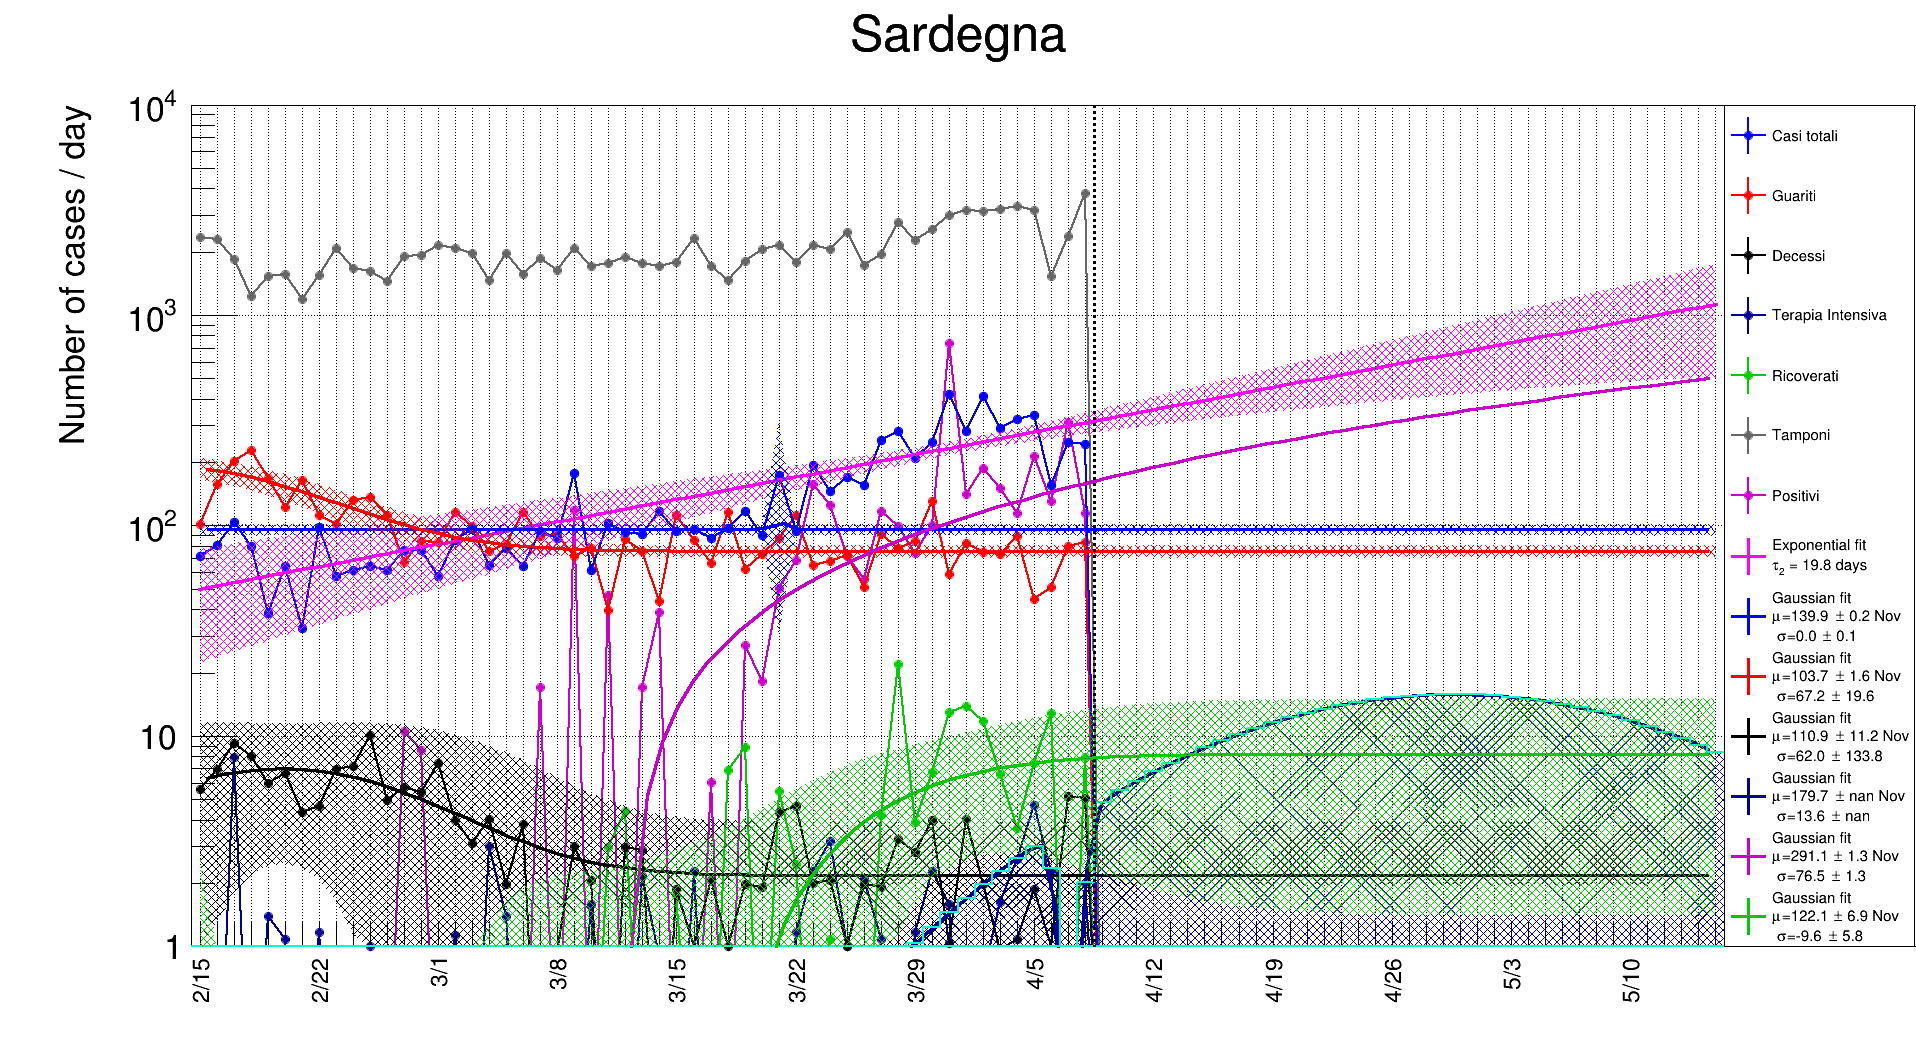 Sardegna
Number of cases / day
10^4
10^3
10^2
10
1
2/15
2/22
3/1
3/8
3/15
3/22
3/29
4/5
4/12
4/19
4/26
5/3
5/10
Casi totali
Guariti
Decessi
Terapia Intensiva
Ricoverati
Tamponi
Positivi
Exponential fit
τ₂ = 19.8 days
Gaussian fit
μ=139.9 ± 0.2 Nov
σ=0.0 ± 0.1
Gaussian fit
μ=103.7 ± 1.6 Nov
σ=67.2 ± 19.6
Gaussian fit
μ=110.9 ± 11.2 Nov
σ=62.0 ± 133.8
Gaussian fit
μ=179.7 ± nan Nov
σ=13.6 ± nan
Gaussian fit
μ=291.1 ± 1.3 Nov
σ=76.5 ± 1.3
Gaussian fit
μ=122.1 ± 6.9 Nov
σ=-9.6 ± 5.8